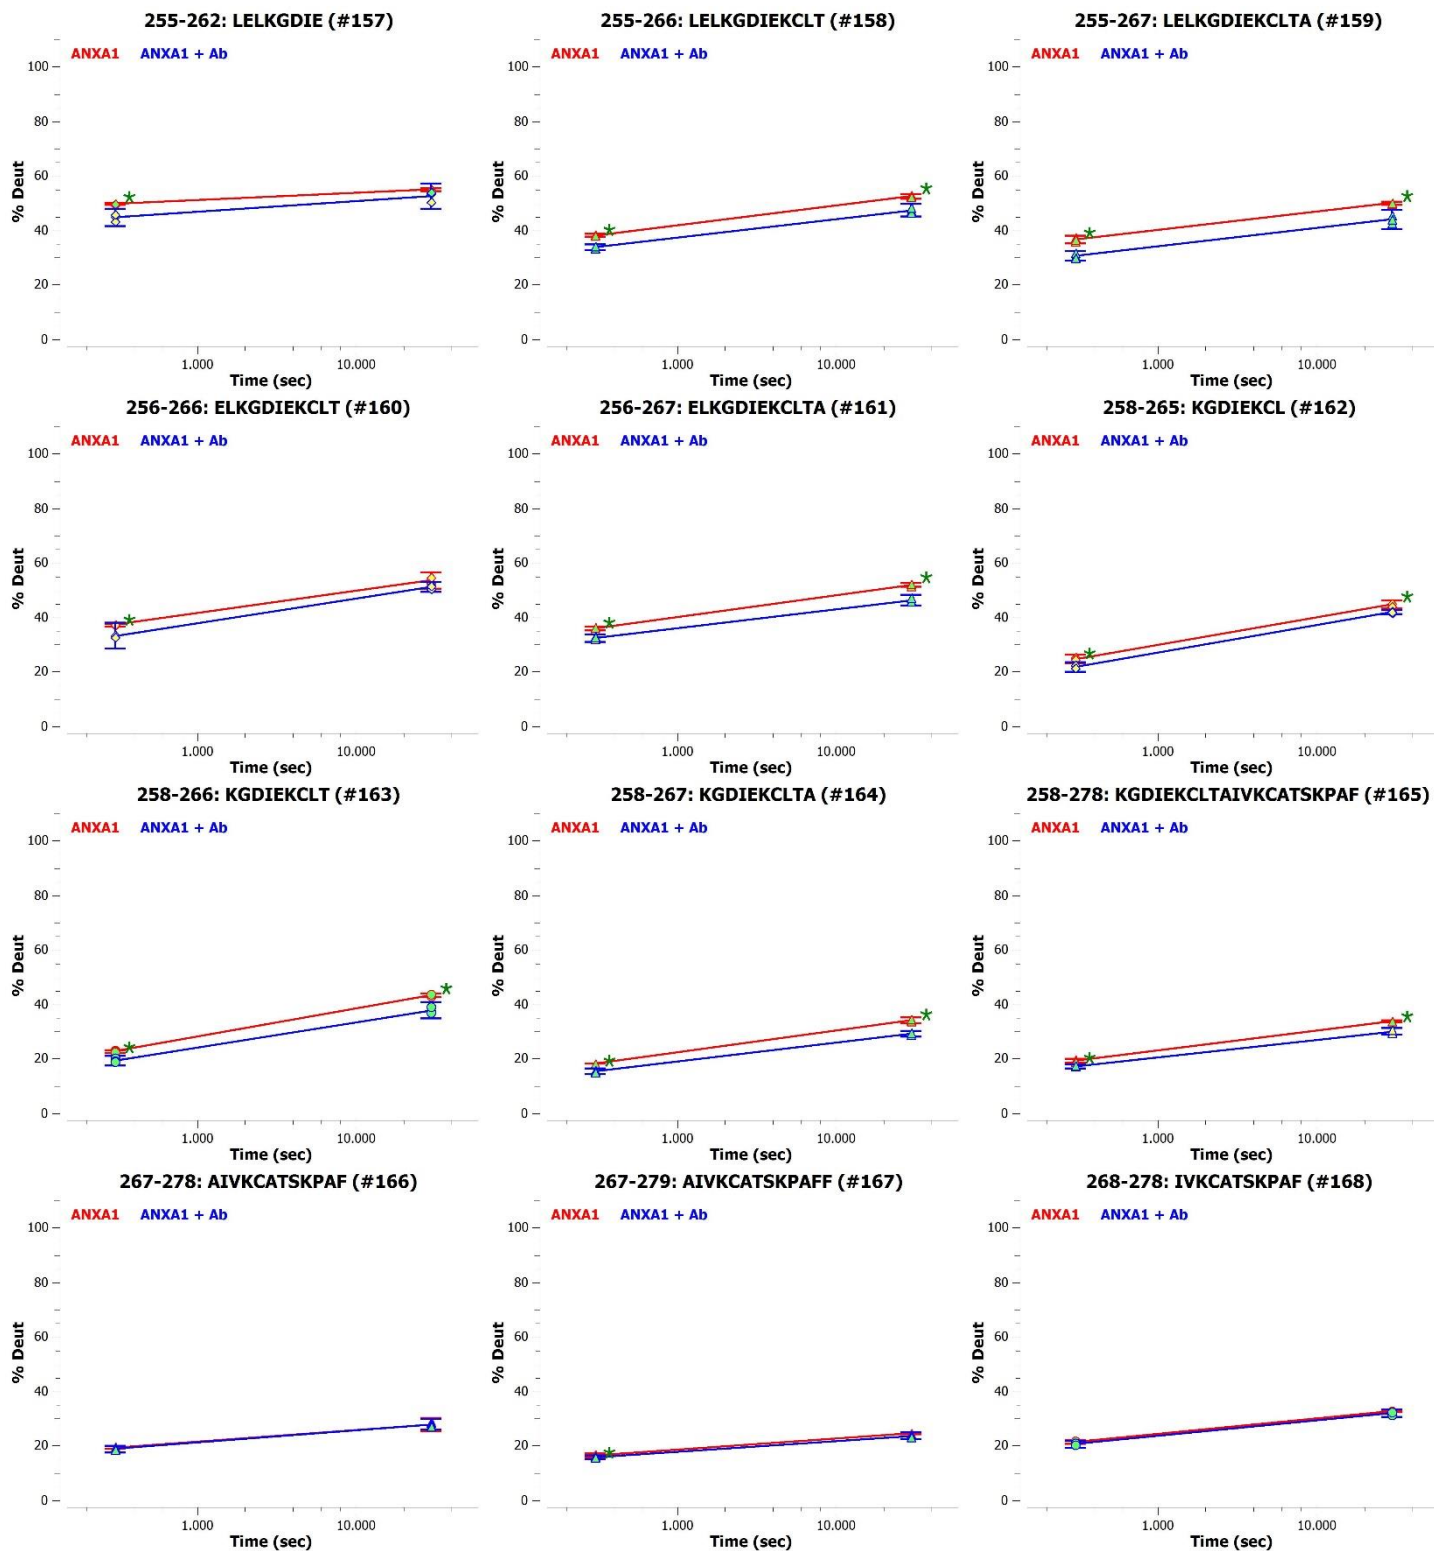 255-262: LELKGDIE (#157)
ANXA1 ANXA1 + Ab
100
80
60
40
20
0
% Deut
1.000 10.000
Time (sec)
255-266: LELKGDIEKCLT (#158)
ANXA1 ANXA1 + Ab
100
80
60
40
20
0
% Deut
1.000 10.000
Time (sec)
255-267: LELKGDIEKCLTA (#159)
ANXA1 ANXA1 + Ab
100
80
60
40
20
0
% Deut
1.000 10.000
Time (sec)
256-266: ELKGDIEKCLT (#160)
ANXA1 ANXA1 + Ab
100
80
60
40
20
0
% Deut
1.000 10.000
Time (sec)
256-267: ELKGDIEKCLTA (#161)
ANXA1 ANXA1 + Ab
100
80
60
40
20
0
% Deut
1.000 10.000
Time (sec)
258-265: KGDIEKCL (#162)
ANXA1 ANXA1 + Ab
100
80
60
40
20
0
% Deut
1.000 10.000
Time (sec)
258-266: KGDIEKCLT (#163)
ANXA1 ANXA1 + Ab
100
80
60
40
20
0
% Deut
1.000 10.000
Time (sec)
258-267: KGDIEKCLTA (#164)
ANXA1 ANXA1 + Ab
100
80
60
40
20
0
% Deut
1.000 10.000
Time (sec)
258-278: KGDIEKCLTAIVKCATSKPAF (#165)
ANXA1 ANXA1 + Ab
100
80
60
40
20
0
% Deut
1.000 10.000
Time (sec)
267-278: AIVKCATSKPAF (#166)
ANXA1 ANXA1 + Ab
100
80
60
40
20
0
% Deut
1.000 10.000
Time (sec)
267-279: AIVKCATSKPAFF (#167)
ANXA1 ANXA1 + Ab
100
80
60
40
20
0
% Deut
1.000 10.000
Time (sec)
268-278: IVKCATSKPAF (#168)
ANXA1 ANXA1 + Ab
100
80
60
40
20
0
% Deut
1.000 10.000
Time (sec)